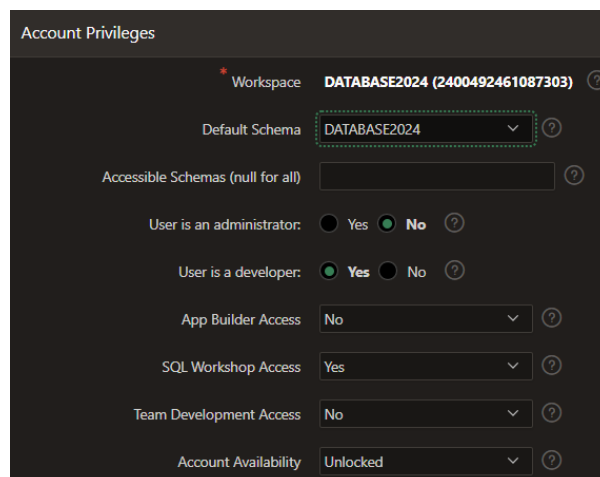 Account Privileges
* Workspace DATABASE2024 (2400492461087303) ?
Default Schema DATABASE2024 ?
Accessible Schemas (null for all) ?
User is an administrator: Yes No ?
User is a developer: Yes No ?
App Builder Access No ?
SQL Workshop Access Yes ?
Team Development Access No ?
Account Availability Unlocked ?